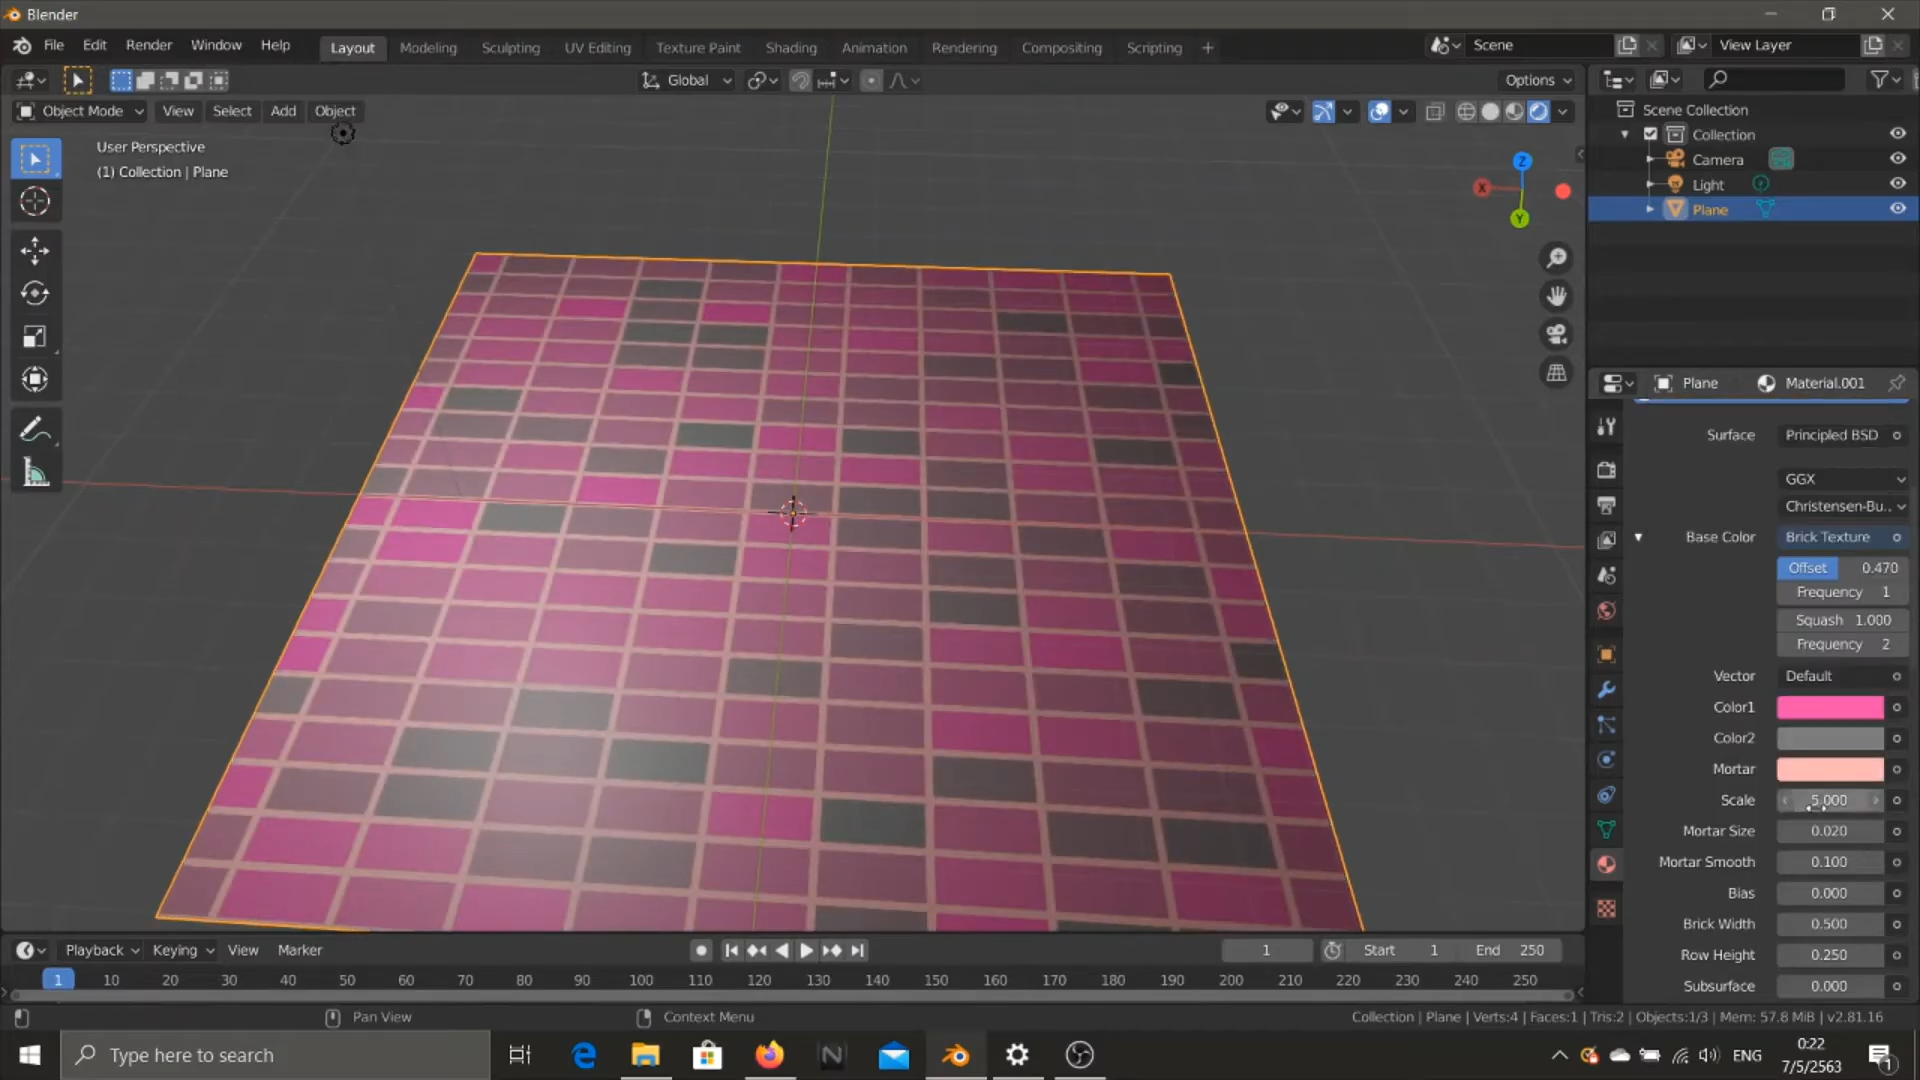 Blender
File Edit Render Window Help Layout Modeling Sculpting UV Editing Texture Paint Shading Animation Rendering Compositing Scripting + Scene View Layer
Global Options
Object Mode View Select Add Object
User Perspective
(1) Collection | Plane
Z
X
Y
Scene Collection
Collection
Camera
Light
Plane
Plane Material.001
Surface Principled BSD
GGX
Christensen-Bu..
Base Color Brick Texture
Offset 0.470
Frequency 1
Squash 1.000
Frequency 2
Vector Default
Color1
Color2
Mortar
Scale 5.000
Mortar Size 0.020
Mortar Smooth 0.100
Bias 0.000
Brick Width 0.500
Row Height 0.250
Subsurface 0.000
Playback Keying View Marker 1 Start 1 End 250
1 10 20 30 40 50 60 70 80 90 100 110 120 130 140 150 160 170 180 190 200 210 220 230 240 250
Pan View Context Menu Collection | Plane | Verts:4 | Faces:1 | Tris:2 | Objects:1/3 | Mem: 57.8 MiB | v2.81.16
Type here to search
ENG
0:22
7/5/2563
1